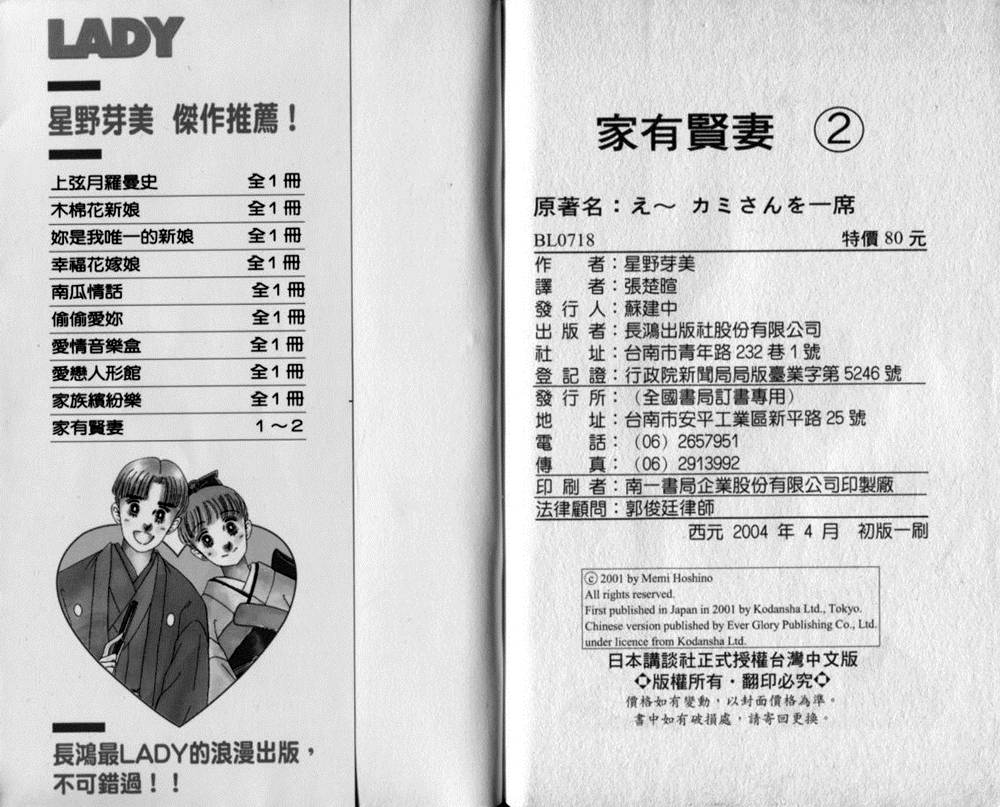 LADY
星野芽美 傑作推薦！
上弦月羅曼史 全1冊
木棉花新娘 全1冊
妳是我唯一的新娘 全1冊
幸福花嫁娘 全1冊
南瓜情話 全1冊
偷偷愛妳 全1冊
愛情音樂盒 全1冊
愛戀人形館 全1冊
家族繽紛樂 全1冊
家有賢妻 1～2
長鴻最LADY的浪漫出版，
不可錯過！！
家有賢妻 ②
原著名：え～ カミさんを一席
BL0718 特價 80 元
作者：星野芽美
譯者：張楚暄
發行人：蘇建中
出版者：長鴻出版社股份有限公司
社址：台南市青年路 232 巷 1 號
登記證：行政院新聞局局版臺業字第 5246 號
發行所：（全國書局訂書專用）
地址：台南市安平工業區新平路 25 號
電話：（06）2657951
傳真：（06）2913992
印刷者：南一書局企業股份有限公司印製廠
法律顧問：郭俊廷律師
西元 2004 年 4 月 初版一刷
© 2001 by Memi Hoshino
All rights reserved.
First published in Japan in 2001 by Kodansha Ltd., Tokyo.
Chinese version published by Ever Glory Publishing Co., Ltd.
under licence from Kodansha Ltd.
日本講談社正式授權台灣中文版
◇版權所有・翻印必究◇
價格如有變動，以封面價格為準。
書中如有破損處，請寄回更換。